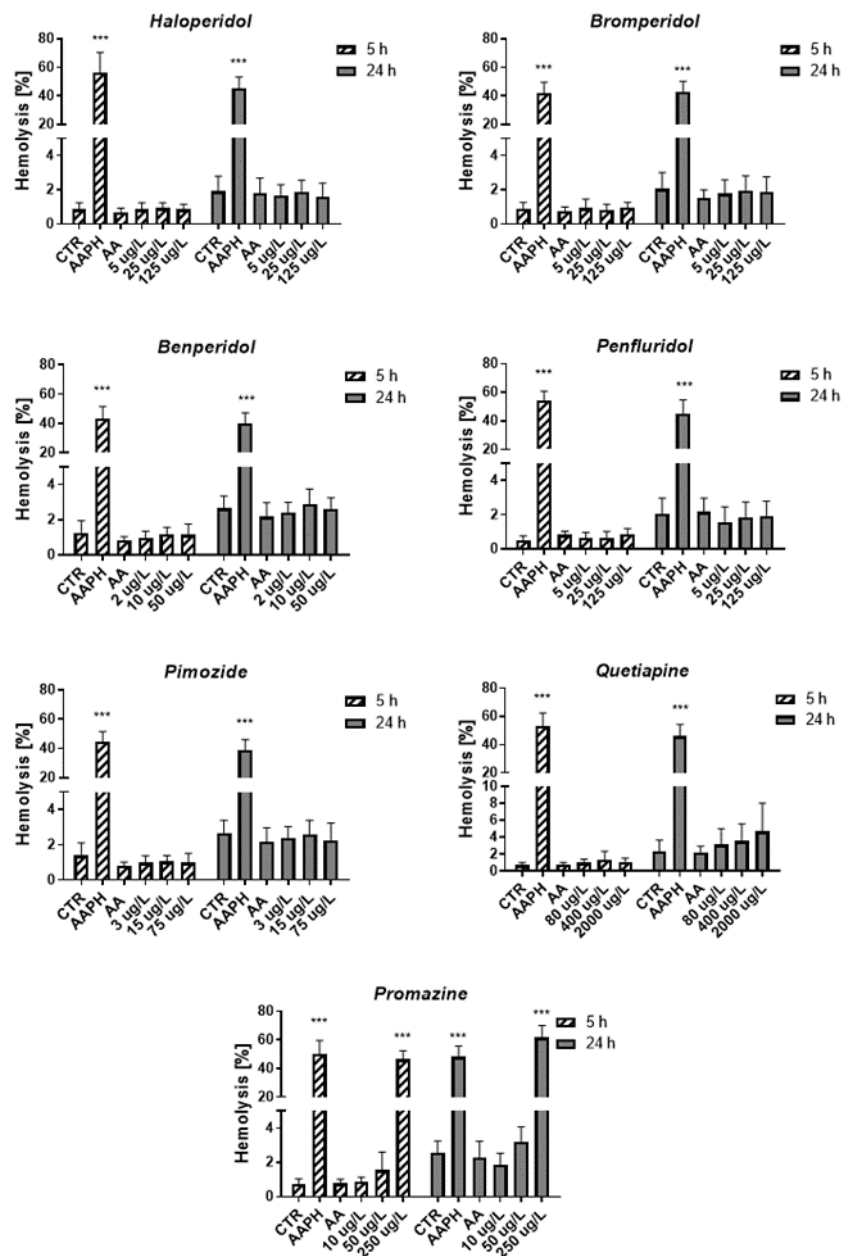 Haloperidol
Hemolysis [%]
80
60
40
20
4
2
0
***
***
5 h
24 h
CTR
AAPH
AA
5 ug/L
25 ug/L
125 ug/L
CTR
AAPH
AA
5 ug/L
25 ug/L
125 ug/L
Bromperidol
Hemolysis [%]
80
60
40
20
4
2
0
***
***
5 h
24 h
CTR
AAPH
AA
5 ug/L
25 ug/L
125 ug/L
CTR
AAPH
AA
5 ug/L
25 ug/L
125 ug/L
Benperidol
Hemolysis [%]
80
60
40
20
4
2
0
***
***
5 h
24 h
CTR
AAPH
AA
2 ug/L
10 ug/L
50 ug/L
CTR
AAPH
AA
2 ug/L
10 ug/L
50 ug/L
Penfluridol
Hemolysis [%]
80
60
40
20
4
2
0
***
***
5 h
24 h
CTR
AAPH
AA
5 ug/L
25 ug/L
125 ug/L
CTR
AAPH
AA
5 ug/L
25 ug/L
125 ug/L
Pimozide
Hemolysis [%]
80
60
40
20
4
2
0
***
***
5 h
24 h
CTR
AAPH
AA
3 ug/L
15 ug/L
75 ug/L
CTR
AAPH
AA
3 ug/L
15 ug/L
75 ug/L
Quetiapine
Hemolysis [%]
80
60
40
20
10
8
6
4
2
0
***
***
5 h
24 h
CTR
AAPH
AA
80 ug/L
400 ug/L
2000 ug/L
CTR
AAPH
AA
80 ug/L
400 ug/L
2000 ug/L
Promazine
Hemolysis [%]
80
60
40
20
4
2
0
***
***
***
***
5 h
24 h
CTR
AAPH
AA
10 ug/L
50 ug/L
250 ug/L
CTR
AAPH
AA
10 ug/L
50 ug/L
250 ug/L